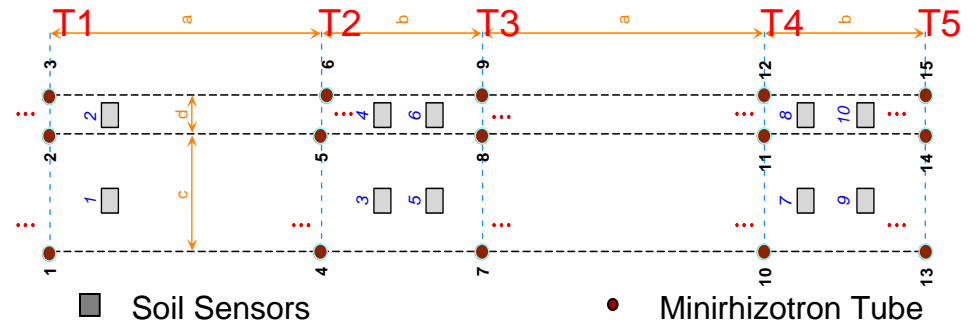 T1 a T2 b T3 a T4 b T5
3 6 9 12 15
... 2 d ... 4 6 ... ... 8 10
2 5 8 11 14
1 c 3 5 7 9
... ... ... ... ...
1 4 7 10 13
Soil Sensors Minirhizotron Tube